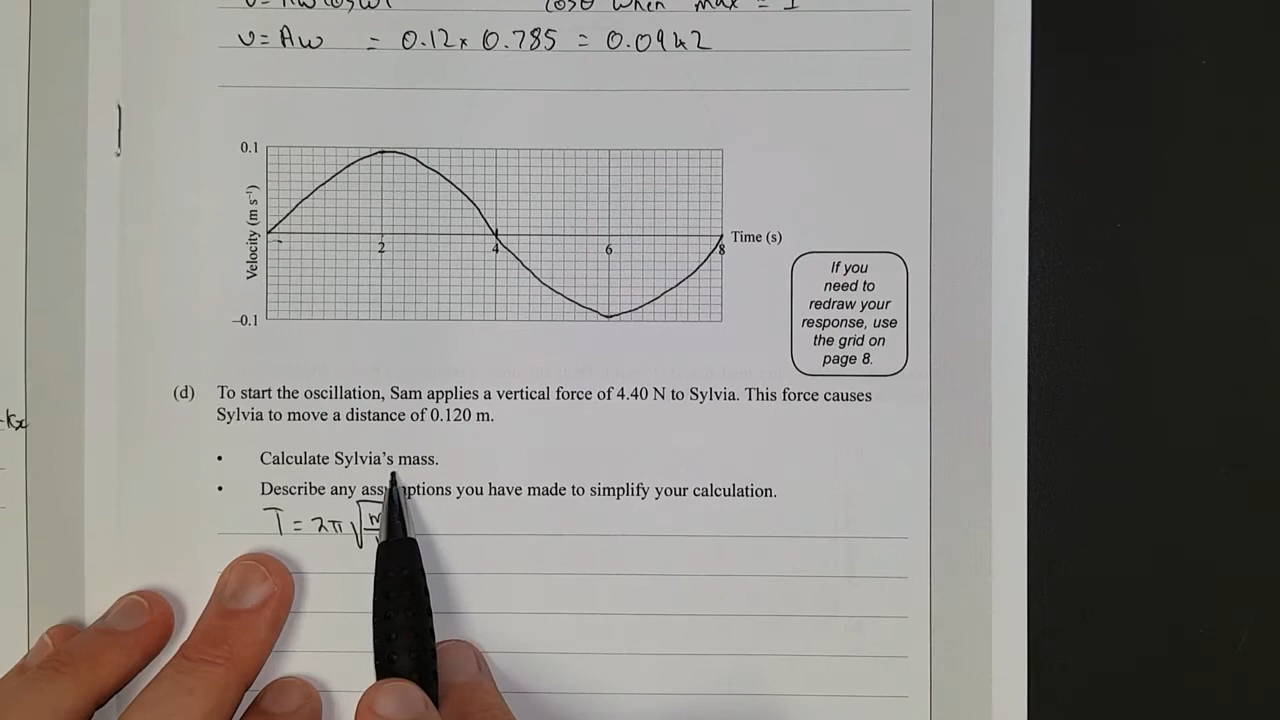 v = Aω = 0.12 × 0.785 = 0.0942
0.1
Velocity (m s⁻¹)
2
4
6
8
Time (s)
–0.1
If you
need to
redraw your
response, use
the grid on
page 8.
(d) To start the oscillation, Sam applies a vertical force of 4.40 N to Sylvia. This force causes
Sylvia to move a distance of 0.120 m.
-kx
• Calculate Sylvia's mass.
• Describe any assumptions you have made to simplify your calculation.
T = 2π√m